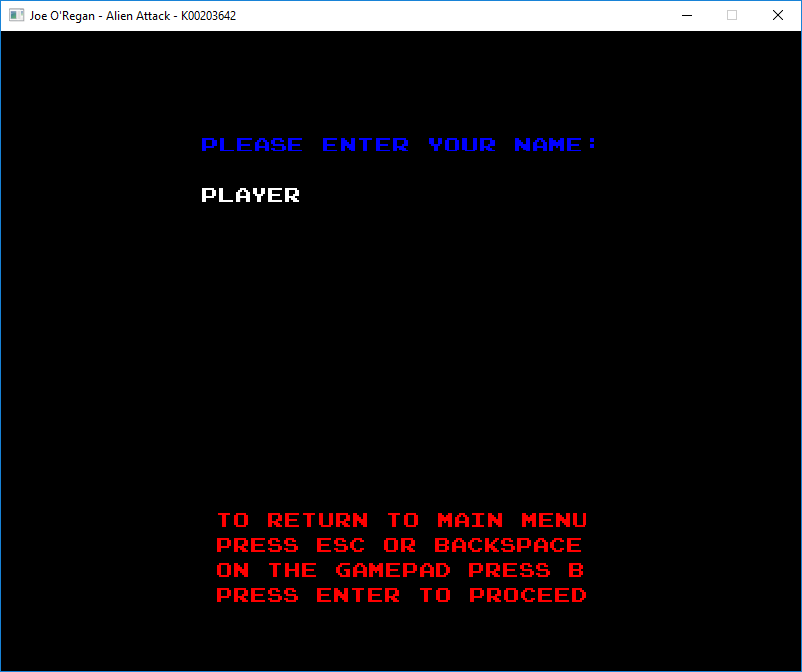 Joe O'Regan - Alien Attack - K00203642
PLEASE ENTER YOUR NAME:
PLAYER
TO RETURN TO MAIN MENU
PRESS ESC OR BACKSPACE
ON THE GAMEPAD PRESS B
PRESS ENTER TO PROCEED